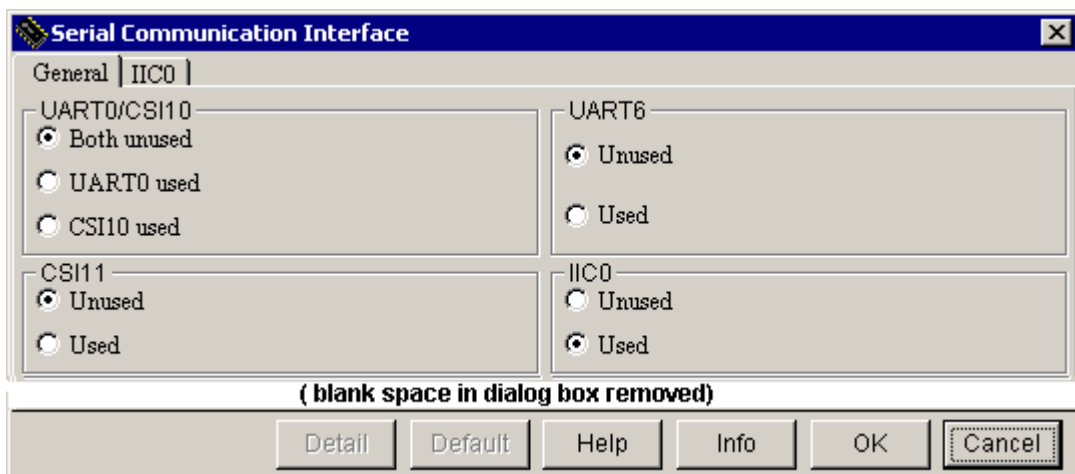 Serial Communication Interface
General IIC0
UART0/CSI10
Both unused
UART0 used
CSI10 used
UART6
Unused
Used
CSI11
Unused
Used
IIC0
Unused
Used
( blank space in dialog box removed)
Detail Default Help Info OK Cancel